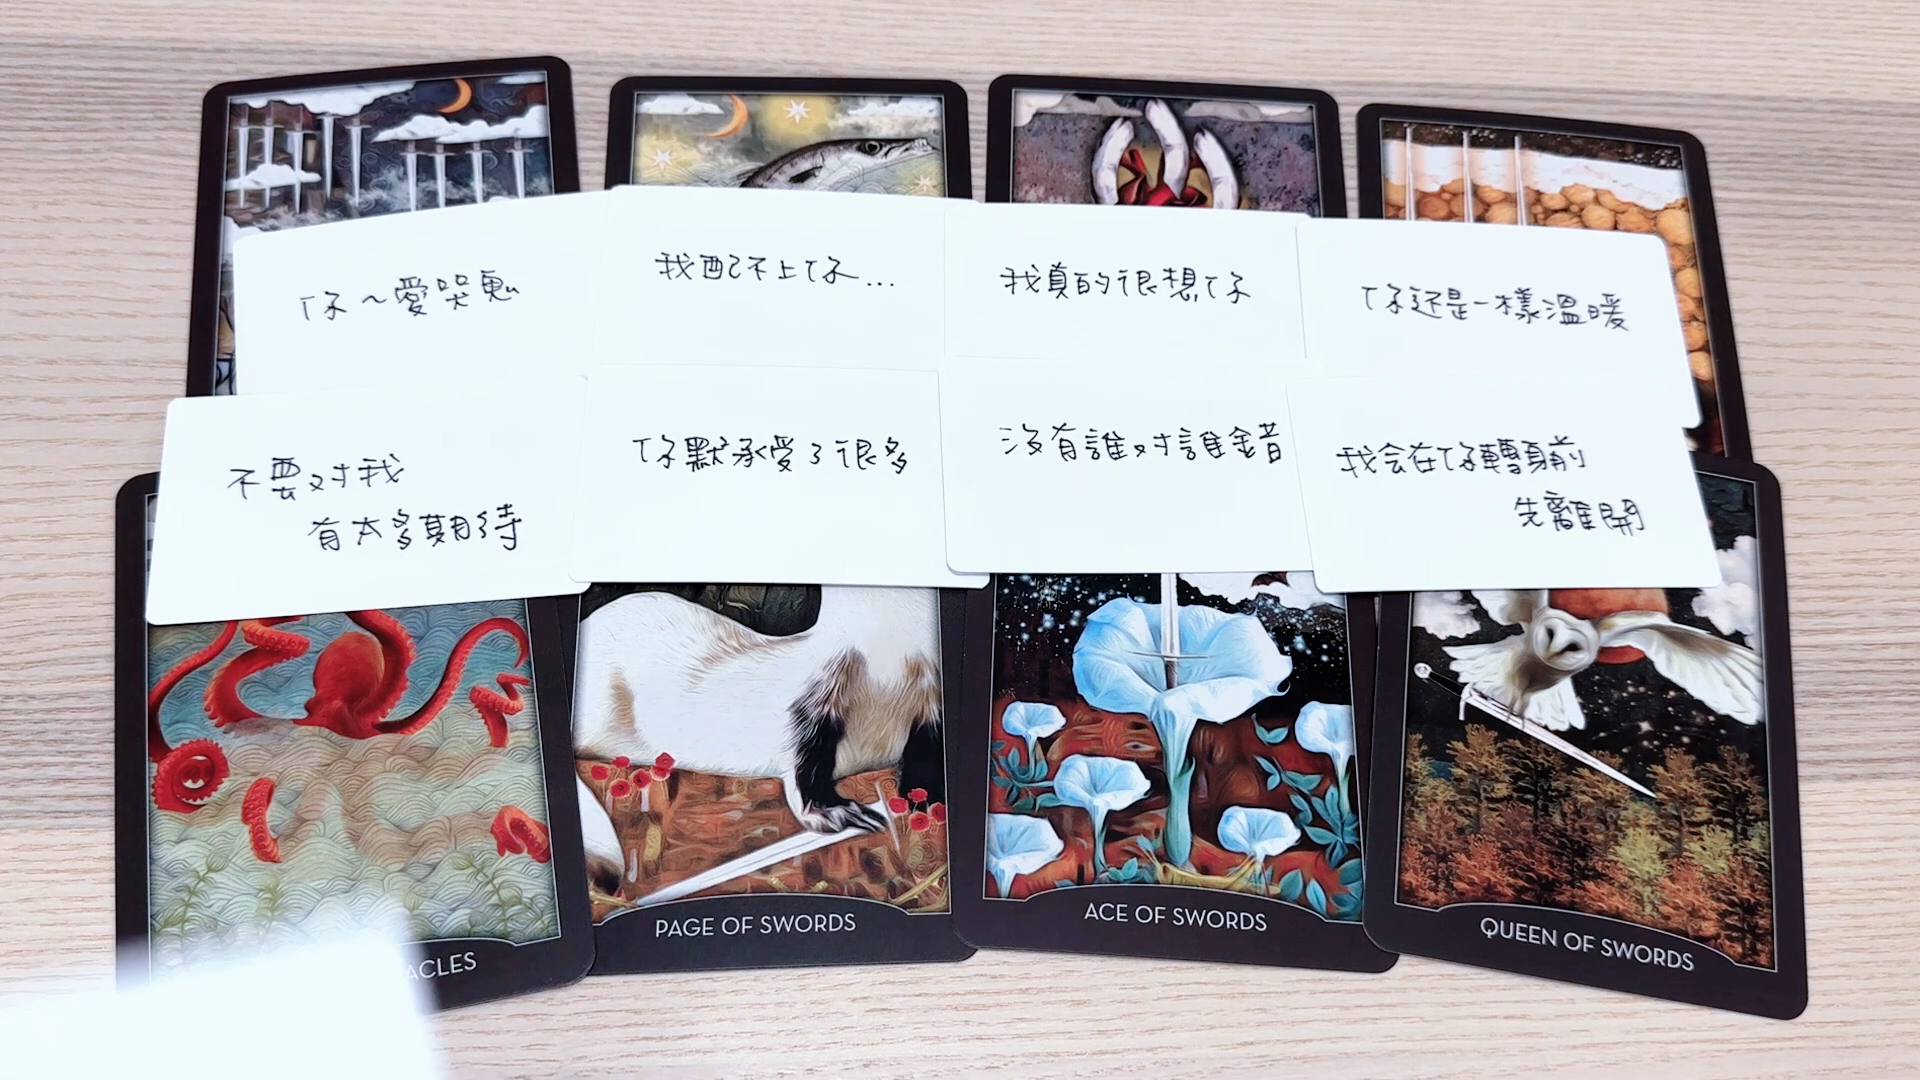 你～愛哭鬼
我配不上你...
我真的很想你
你还是一樣溫暖
不要对我
有太多期待
你默承受了很多
沒有誰对誰錯
我会在你轉身前
先離開
ACLES
PAGE OF SWORDS
ACE OF SWORDS
QUEEN OF SWORDS